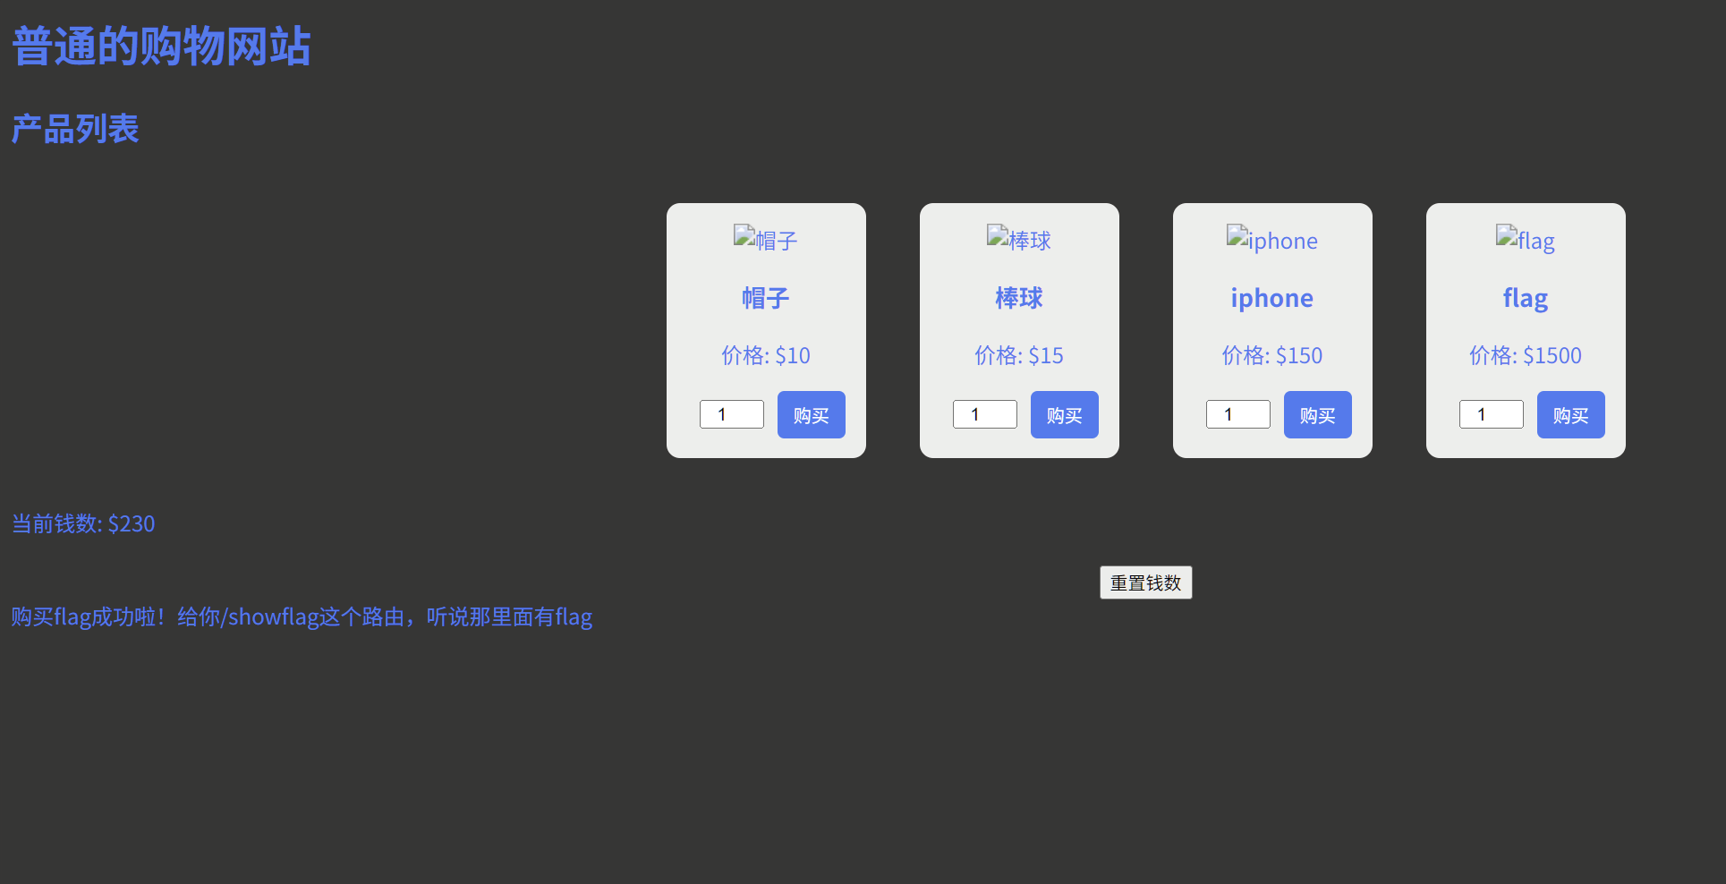 普通的购物网站
产品列表
帽子 棒球 iphone flag
帽子 棒球 iphone flag
价格: $10 价格: $15 价格: $150 价格: $1500
1 购买 1 购买 1 购买 1 购买
当前钱数: $230
重置钱数
购买flag成功啦！给你/showflag这个路由，听说那里面有flag